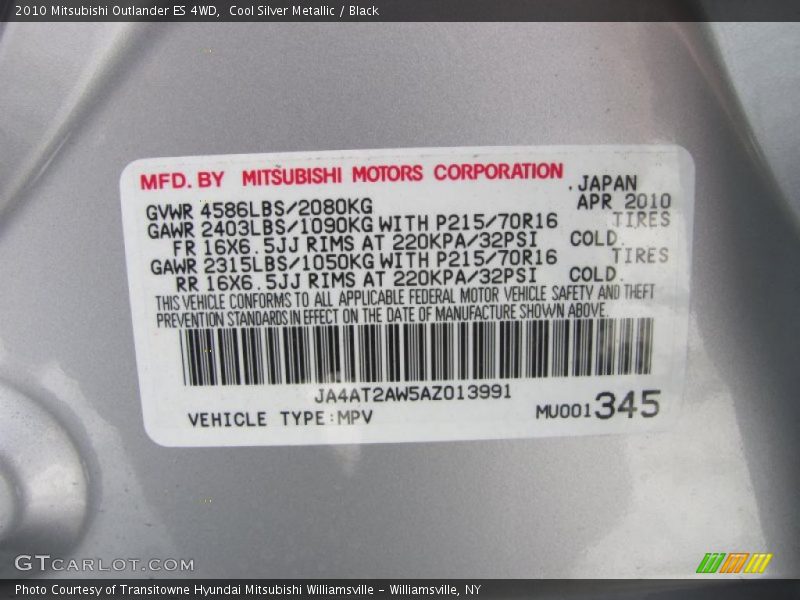 2010 Mitsubishi Outlander ES 4WD,  Cool Silver Metallic / Black
MFD. BY MITSUBISHI MOTORS CORPORATION , JAPAN
GVWR 4586LBS/2080KG APR 2010
GAWR 2403LBS/1090KG WITH P215/70R16 TIRES
FR 16X6.5JJ RIMS AT 220KPA/32PSI COLD.
GAWR 2315LBS/1050KG WITH P215/70R16 TIRES
RR 16X6.5JJ RIMS AT 220KPA/32PSI COLD.
THIS VEHICLE CONFORMS TO ALL APPLICABLE FEDERAL MOTOR VEHICLE SAFETY AND THEFT
PREVENTION STANDARDS IN EFFECT ON THE DATE OF MANUFACTURE SHOWN ABOVE.
JA4AT2AW5AZ013991
VEHICLE TYPE:MPV MU001345
GTCARLOT.COM
Photo Courtesy of Transitowne Hyundai Mitsubishi Williamsville - Williamsville, NY